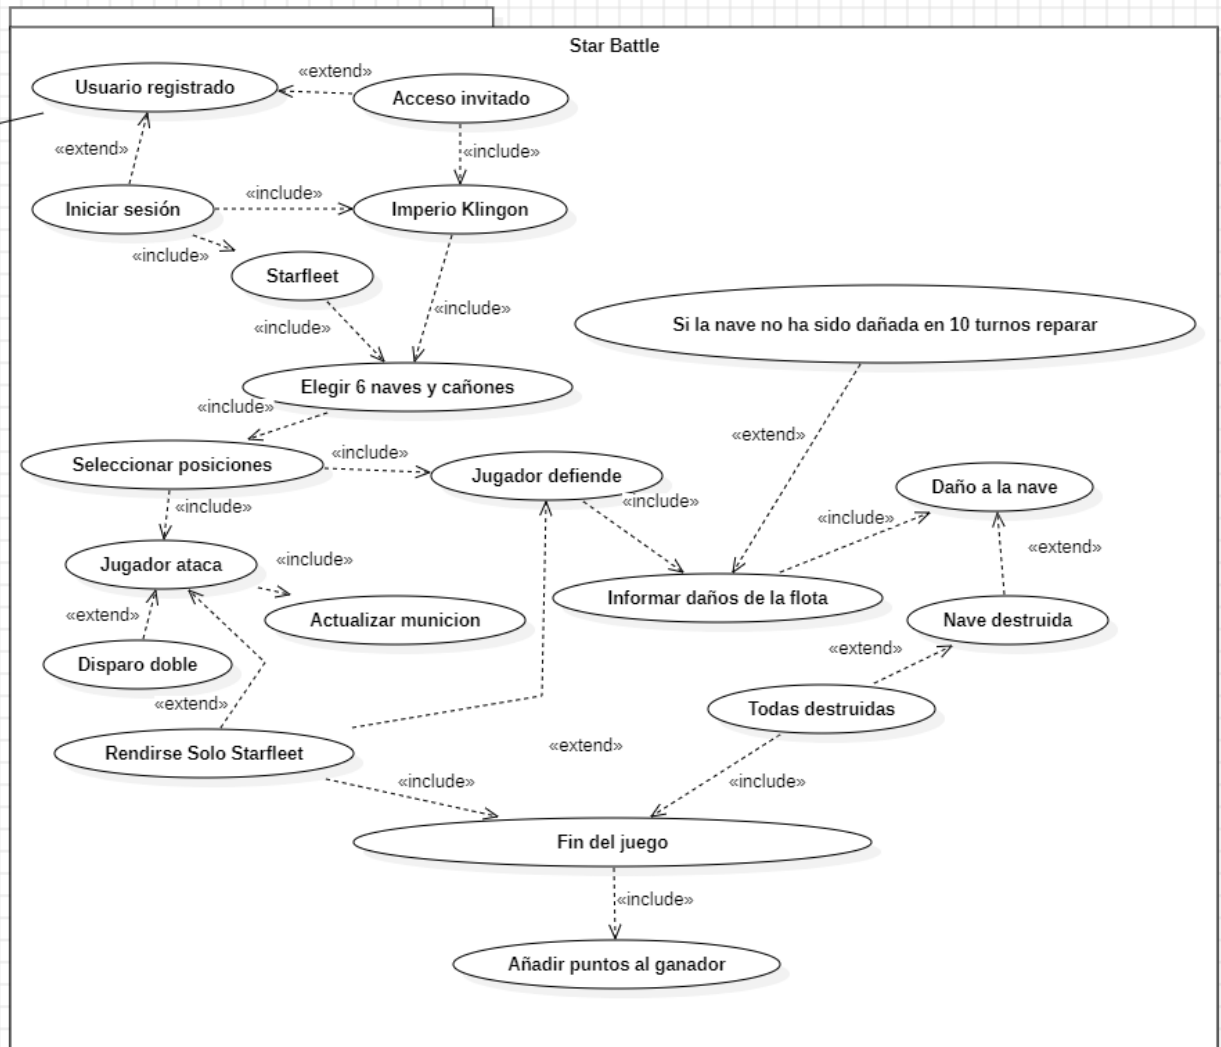 Star Battle
Usuario registrado
«extend»
Acceso invitado
«extend»
«include»
Iniciar sesión
«include»
Imperio Klingon
«include»
Starfleet
«include»
«include»
Si la nave no ha sido dañada en 10 turnos reparar
Elegir 6 naves y cañones
«include»
«extend»
Seleccionar posiciones
«include»
Jugador defiende
Daño a la nave
«include»
«include»
«include»
«extend»
Jugador ataca
«include»
Informar daños de la flota
«extend»
Actualizar municion
Nave destruida
«extend»
Disparo doble
«extend»
Todas destruidas
Rendirse Solo Starfleet
«extend»
«include»
«include»
Fin del juego
«include»
Añadir puntos al ganador